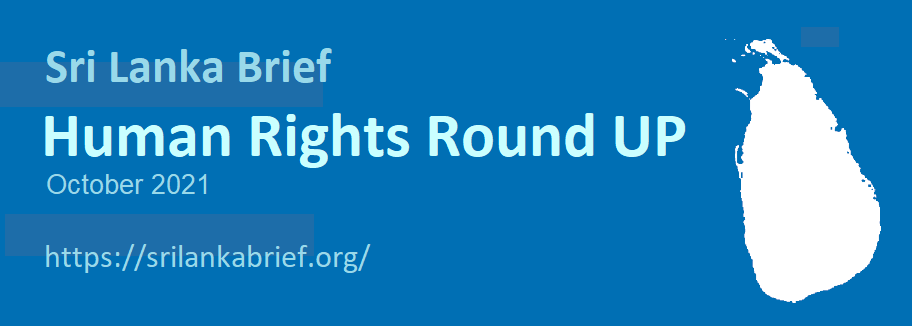 Sri Lanka Brief
Human Rights Round UP
October 2021
https://srilankabrief.org/